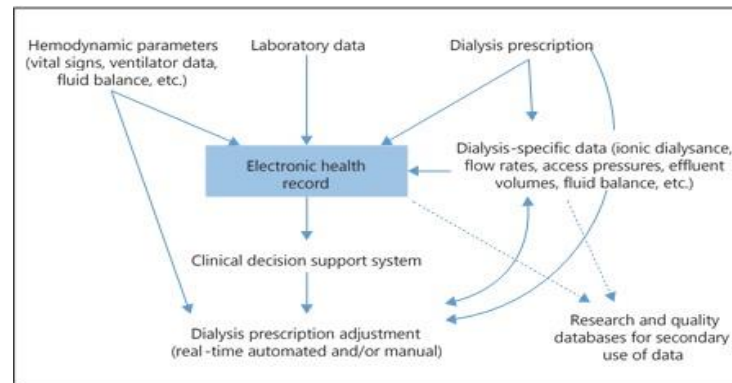 Hemodynamic parameters
(vital signs, ventilator data,
fluid balance, etc.)
Laboratory data
Dialysis prescription
Electronic health
record
Dialysis-specific data (ionic dialysance,
flow rates, access pressures, effluent
volumes, fluid balance, etc.)
Clinical decision support system
Dialysis prescription adjustment
(real-time automated and/or manual)
Research and quality
databases for secondary
use of data